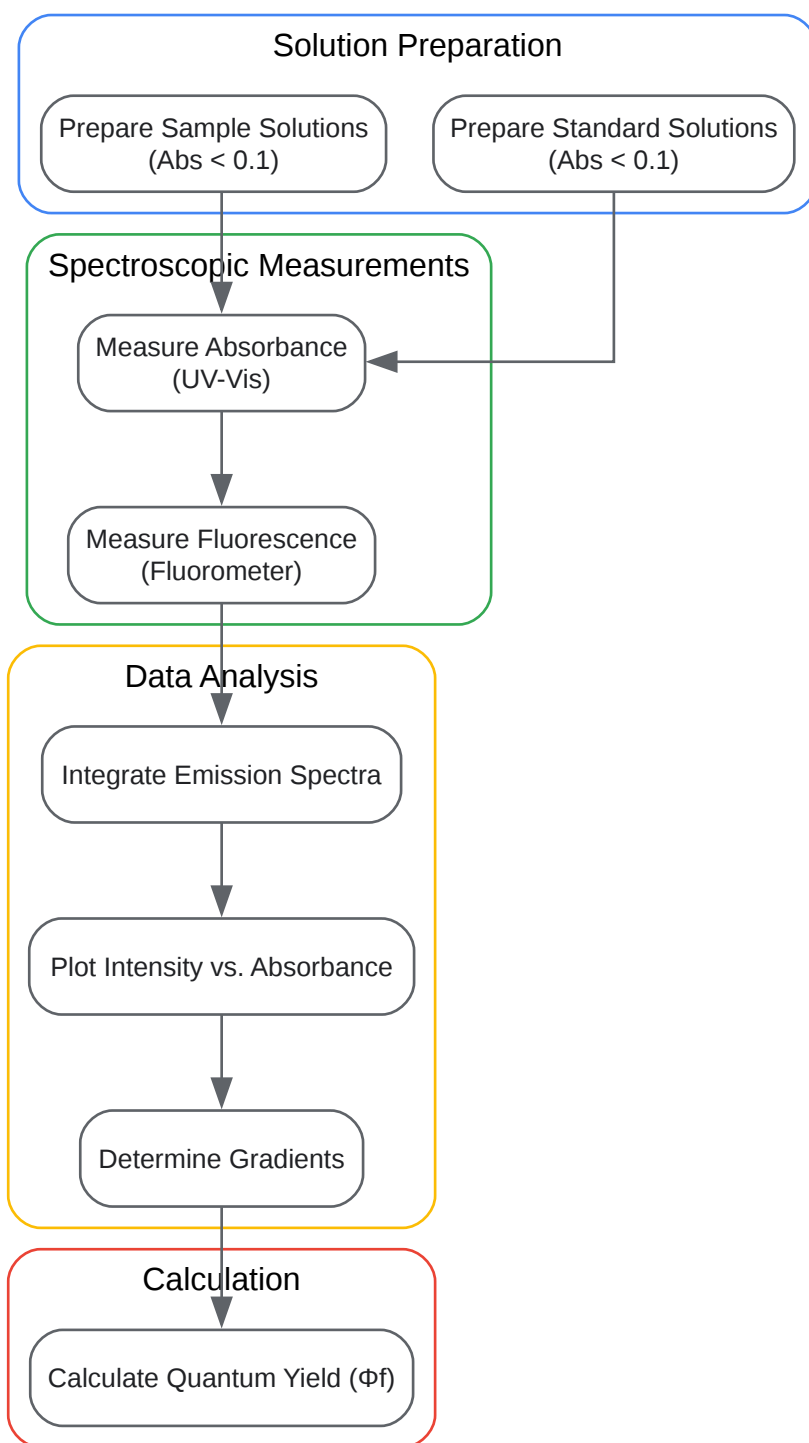 Solution Preparation
Prepare Sample Solutions
(Abs < 0.1)
Prepare Standard Solutions
(Abs < 0.1)
Spectroscopic Measurements
Measure Absorbance
(UV-Vis)
Measure Fluorescence
(Fluorometer)
Data Analysis
Integrate Emission Spectra
Plot Intensity vs. Absorbance
Determine Gradients
Calculation
Calculate Quantum Yield (Φf)